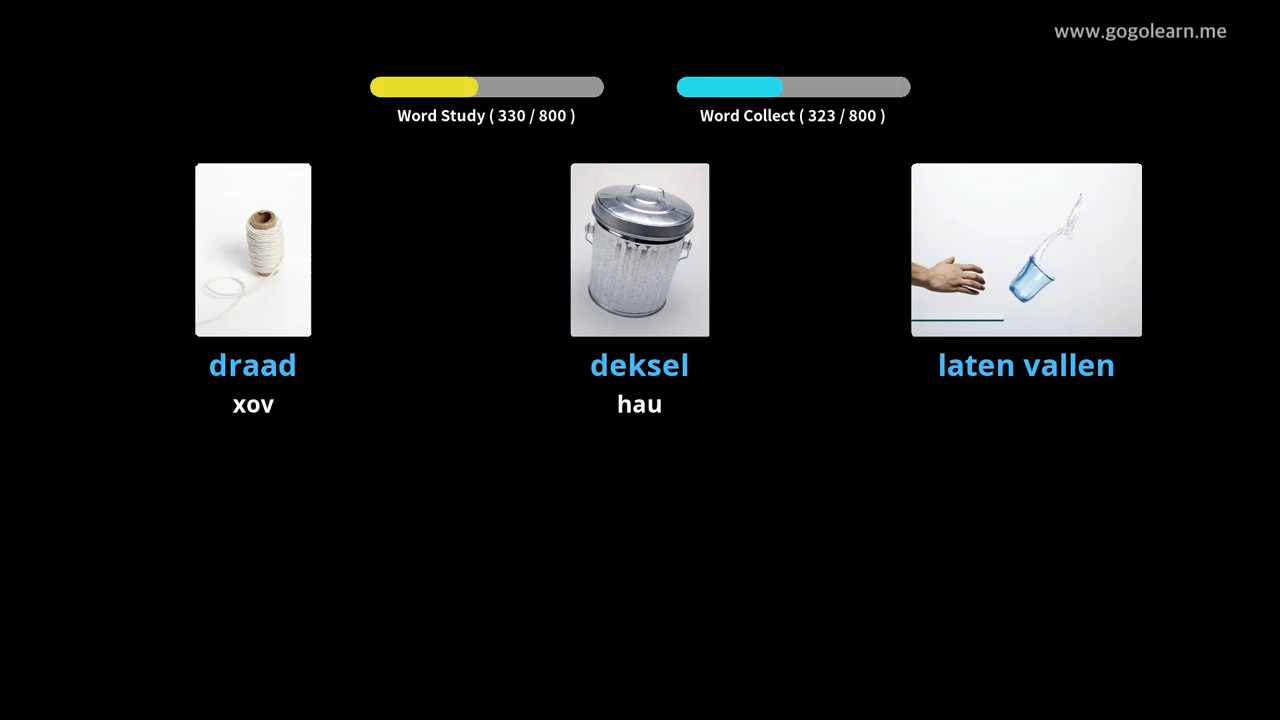 www.gogolearn.me
Word Study ( 330 / 800 )
Word Collect ( 323 / 800 )
draad
xov
deksel
hau
laten vallen